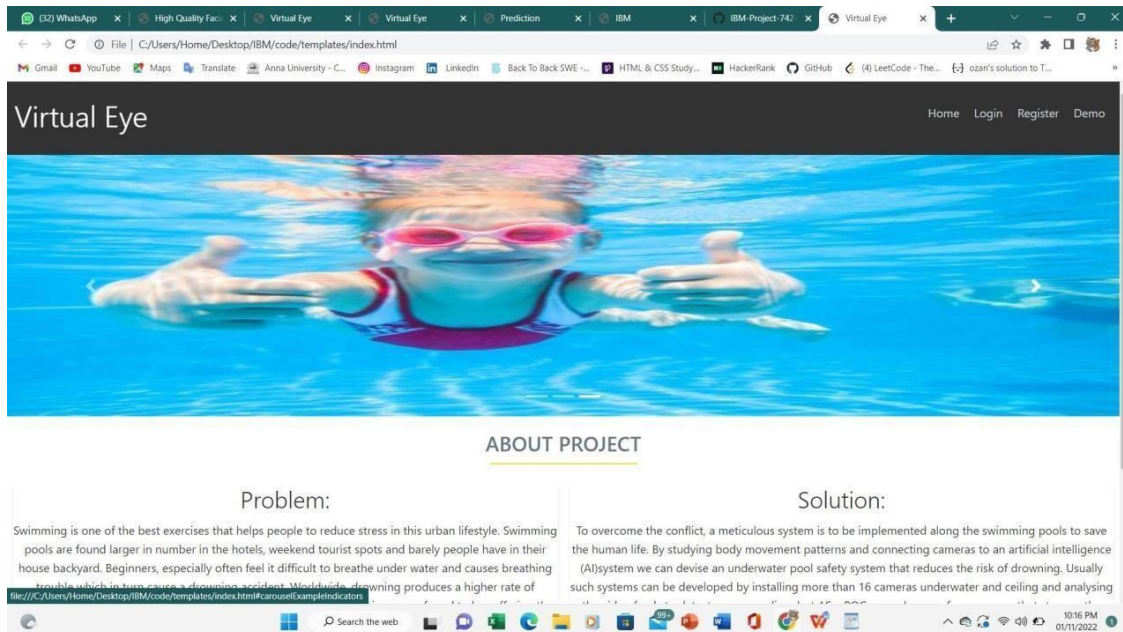 (32) WhatsApp
High Quality Faci
Virtual Eye
Virtual Eye
Prediction
IBM
IBM-Project-742
Virtual Eye
File | C:/Users/Home/Desktop/IBM/code/templates/index.html
Gmail YouTube Maps Translate Anna University - C... Instagram LinkedIn Back To Back SWE -... HTML & CSS Study... HackerRank GitHub (4) LeetCode - The... ozan's solution to T... »
Virtual Eye
Home Login Register Demo
ABOUT PROJECT
Problem:
Swimming is one of the best exercises that helps people to reduce stress in this urban lifestyle. Swimming
pools are found larger in number in the hotels, weekend tourist spots and barely people have in their
house backyard. Beginners, especially often feel it difficult to breathe under water and causes breathing
trouble which in turn cause a drowning accident. Worldwide, drowning produces a higher rate of
Solution:
To overcome the conflict, a meticulous system is to be implemented along the swimming pools to save
the human life. By studying body movement patterns and connecting cameras to an artificial intelligence
(AI)system we can devise an underwater pool safety system that reduces the risk of drowning. Usually
such systems can be developed by installing more than 16 cameras underwater and ceiling and analysing
file:///C:/Users/Home/Desktop/IBM/code/templates/index.html#carouselExampleIndicators
Search the web
99+
10:16 PM
01/11/2022
1